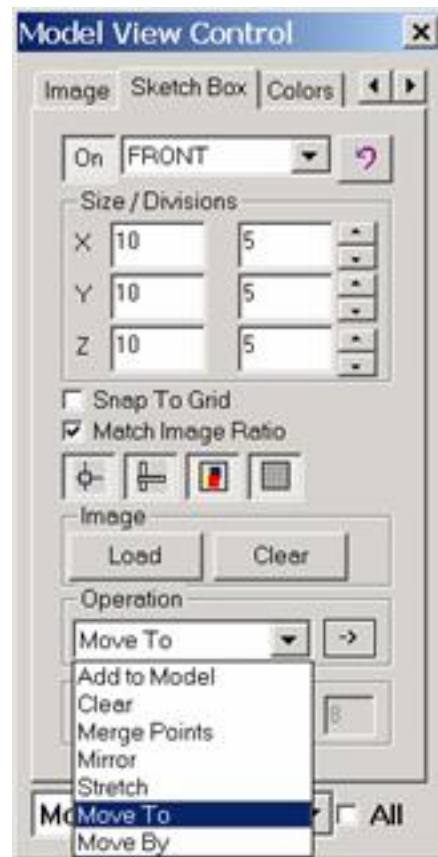 Model View Control
Image Sketch Box Colors
On FRONT
Size / Divisions
X 10 5
Y 10 5
Z 10 5
Snap To Grid
Match Image Ratio
Image
Load Clear
Operation
Move To ->
Add to Model
Clear
Merge Points
8
Mirror
Stretch
Move To
All
Move By